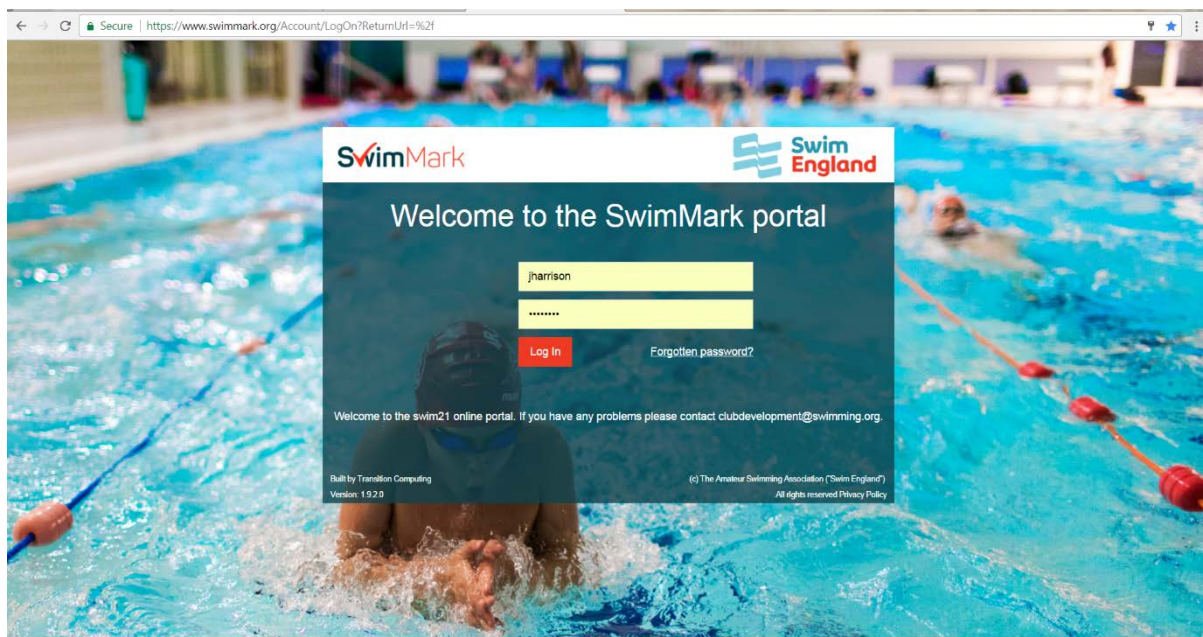 Secure | https://www.swimmark.org/Account/LogOn?ReturnUrl=%2f
SwimMark
Swim
England
Welcome to the SwimMark portal
jharrison
••••••••
Log In
Forgotten password?
Welcome to the swim21 online portal. If you have any problems please contact clubdevelopment@swimming.org.
Built by Transition Computing
(c) The Amateur Swimming Association ("Swim England")
Version: 1.9.2.0
All rights reserved Privacy Policy